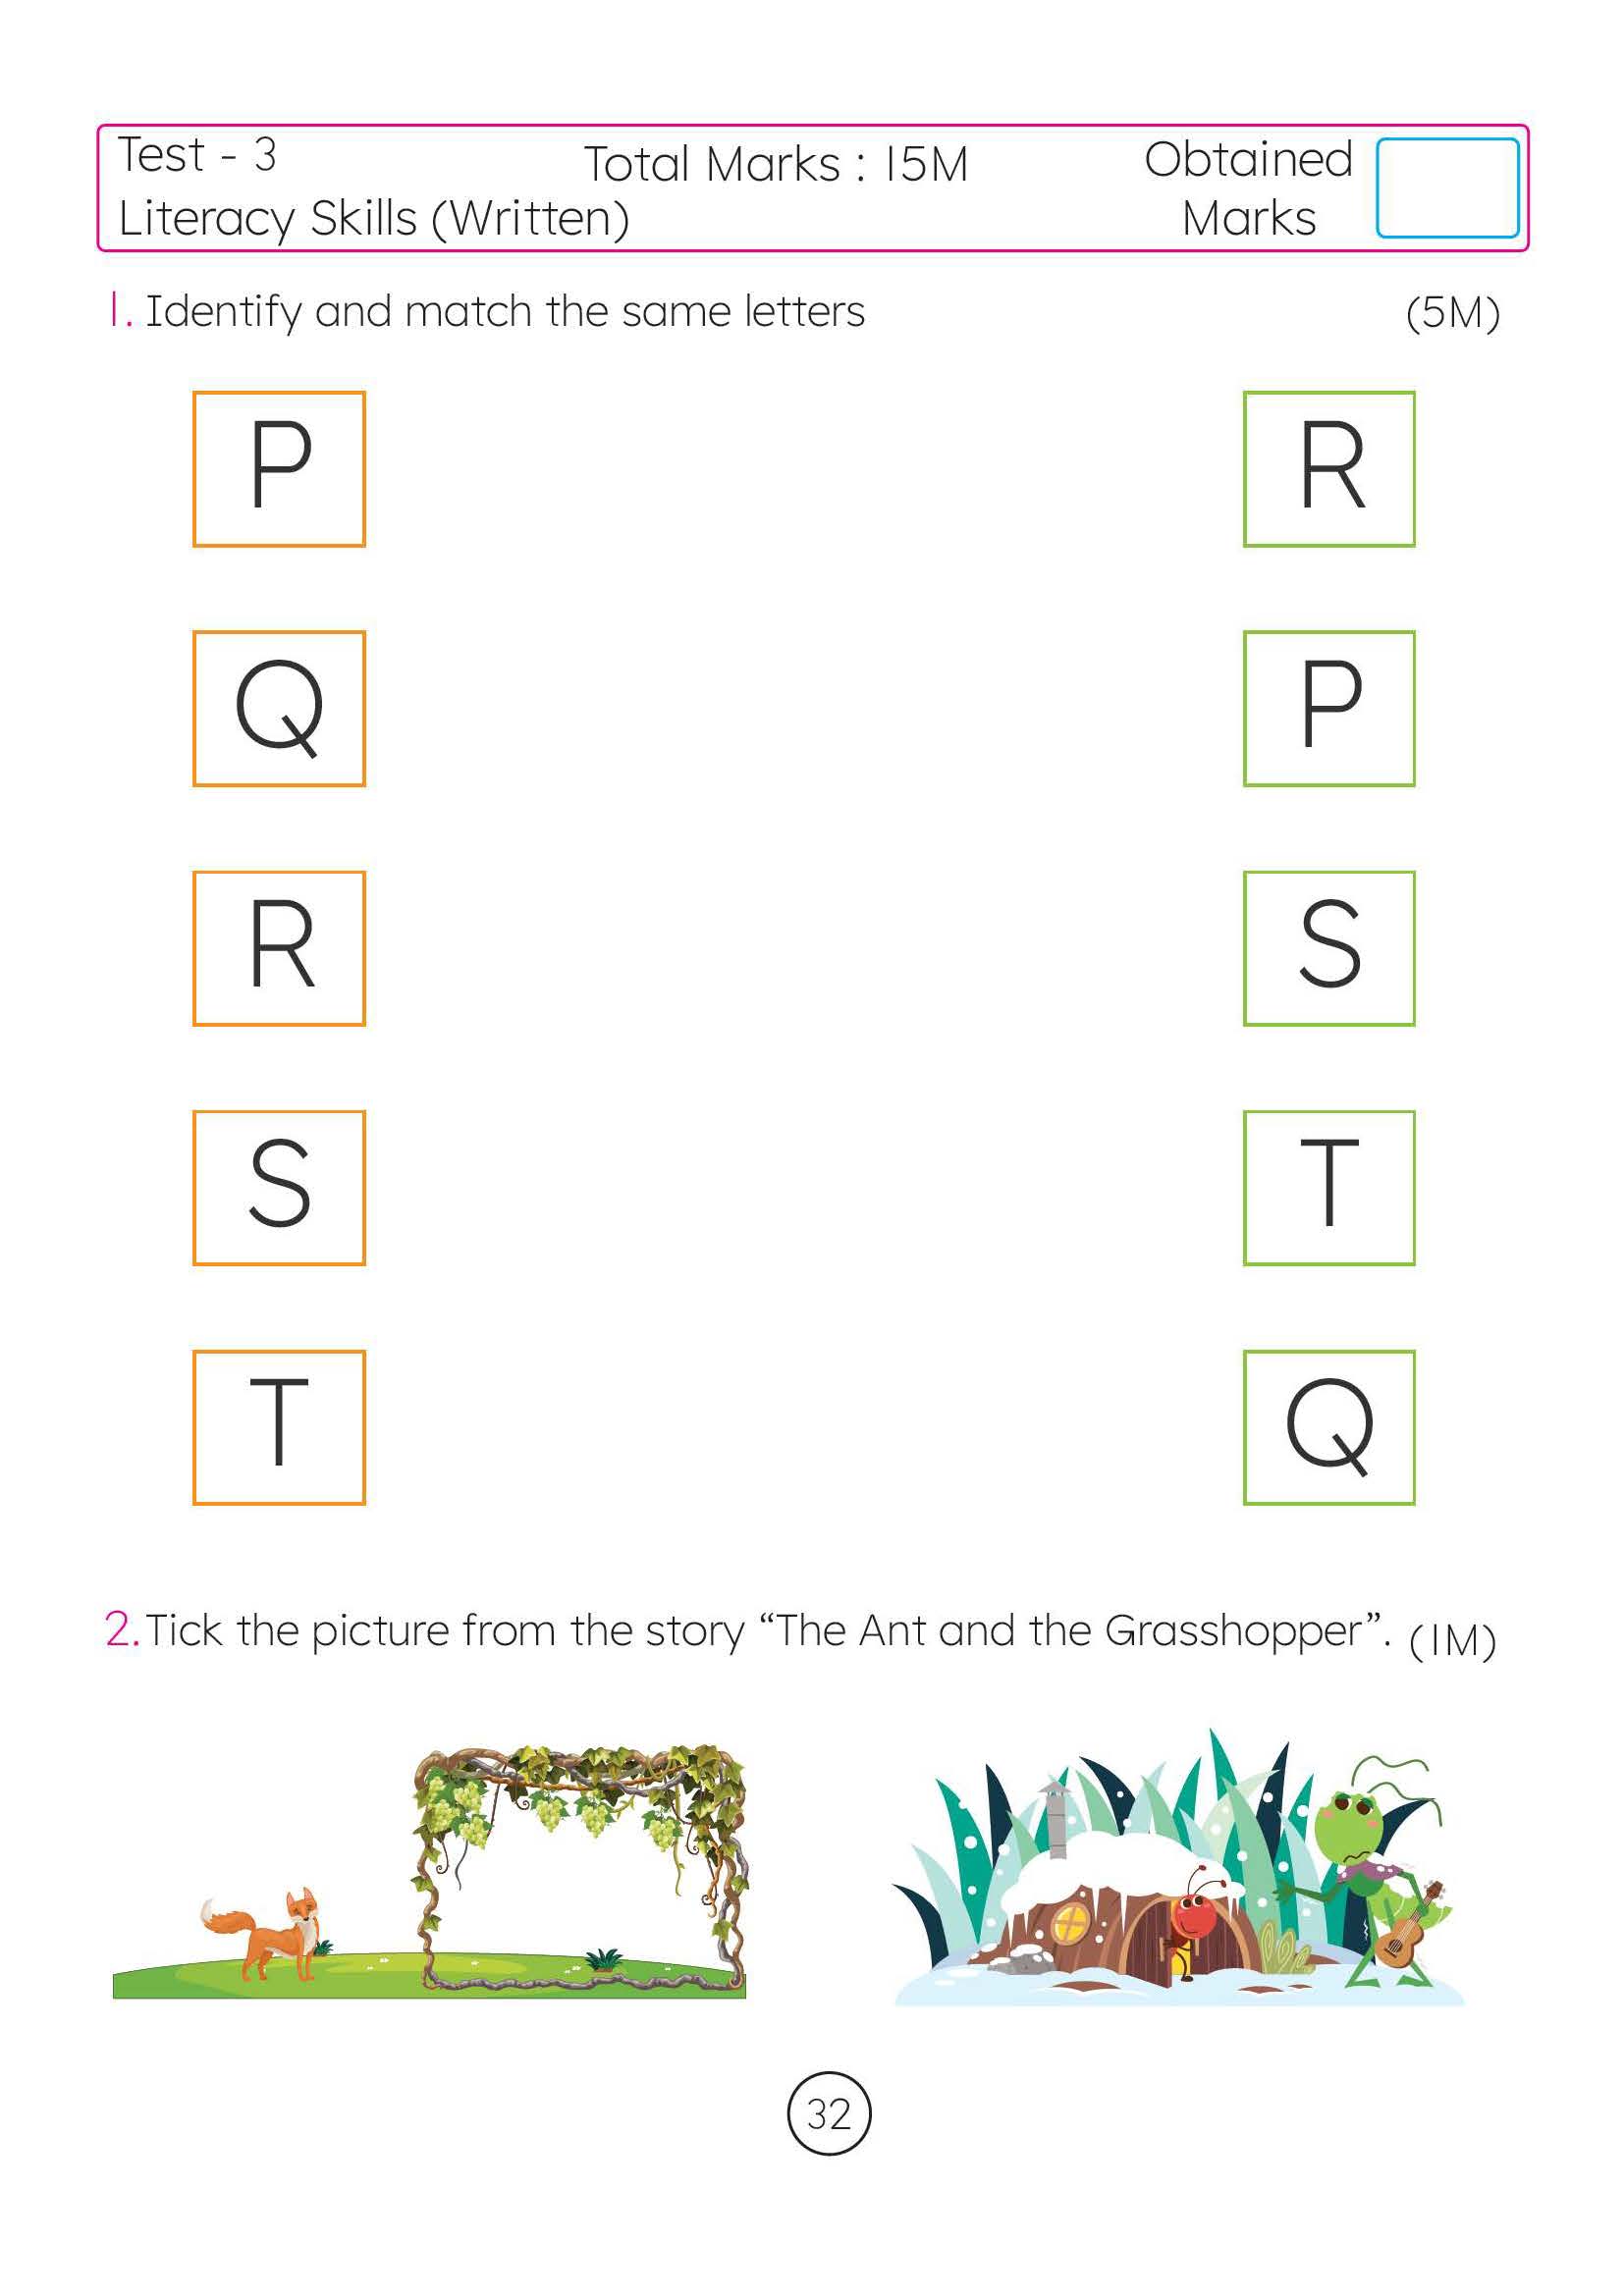 Test - 3
Total Marks : 15M
Obtained
Marks
Literacy Skills (Written)
1. Identify and match the same letters (5M)
P R
Q P
R S
S T
T Q
2. Tick the picture from the story “The Ant and the Grasshopper”. (1M)
32